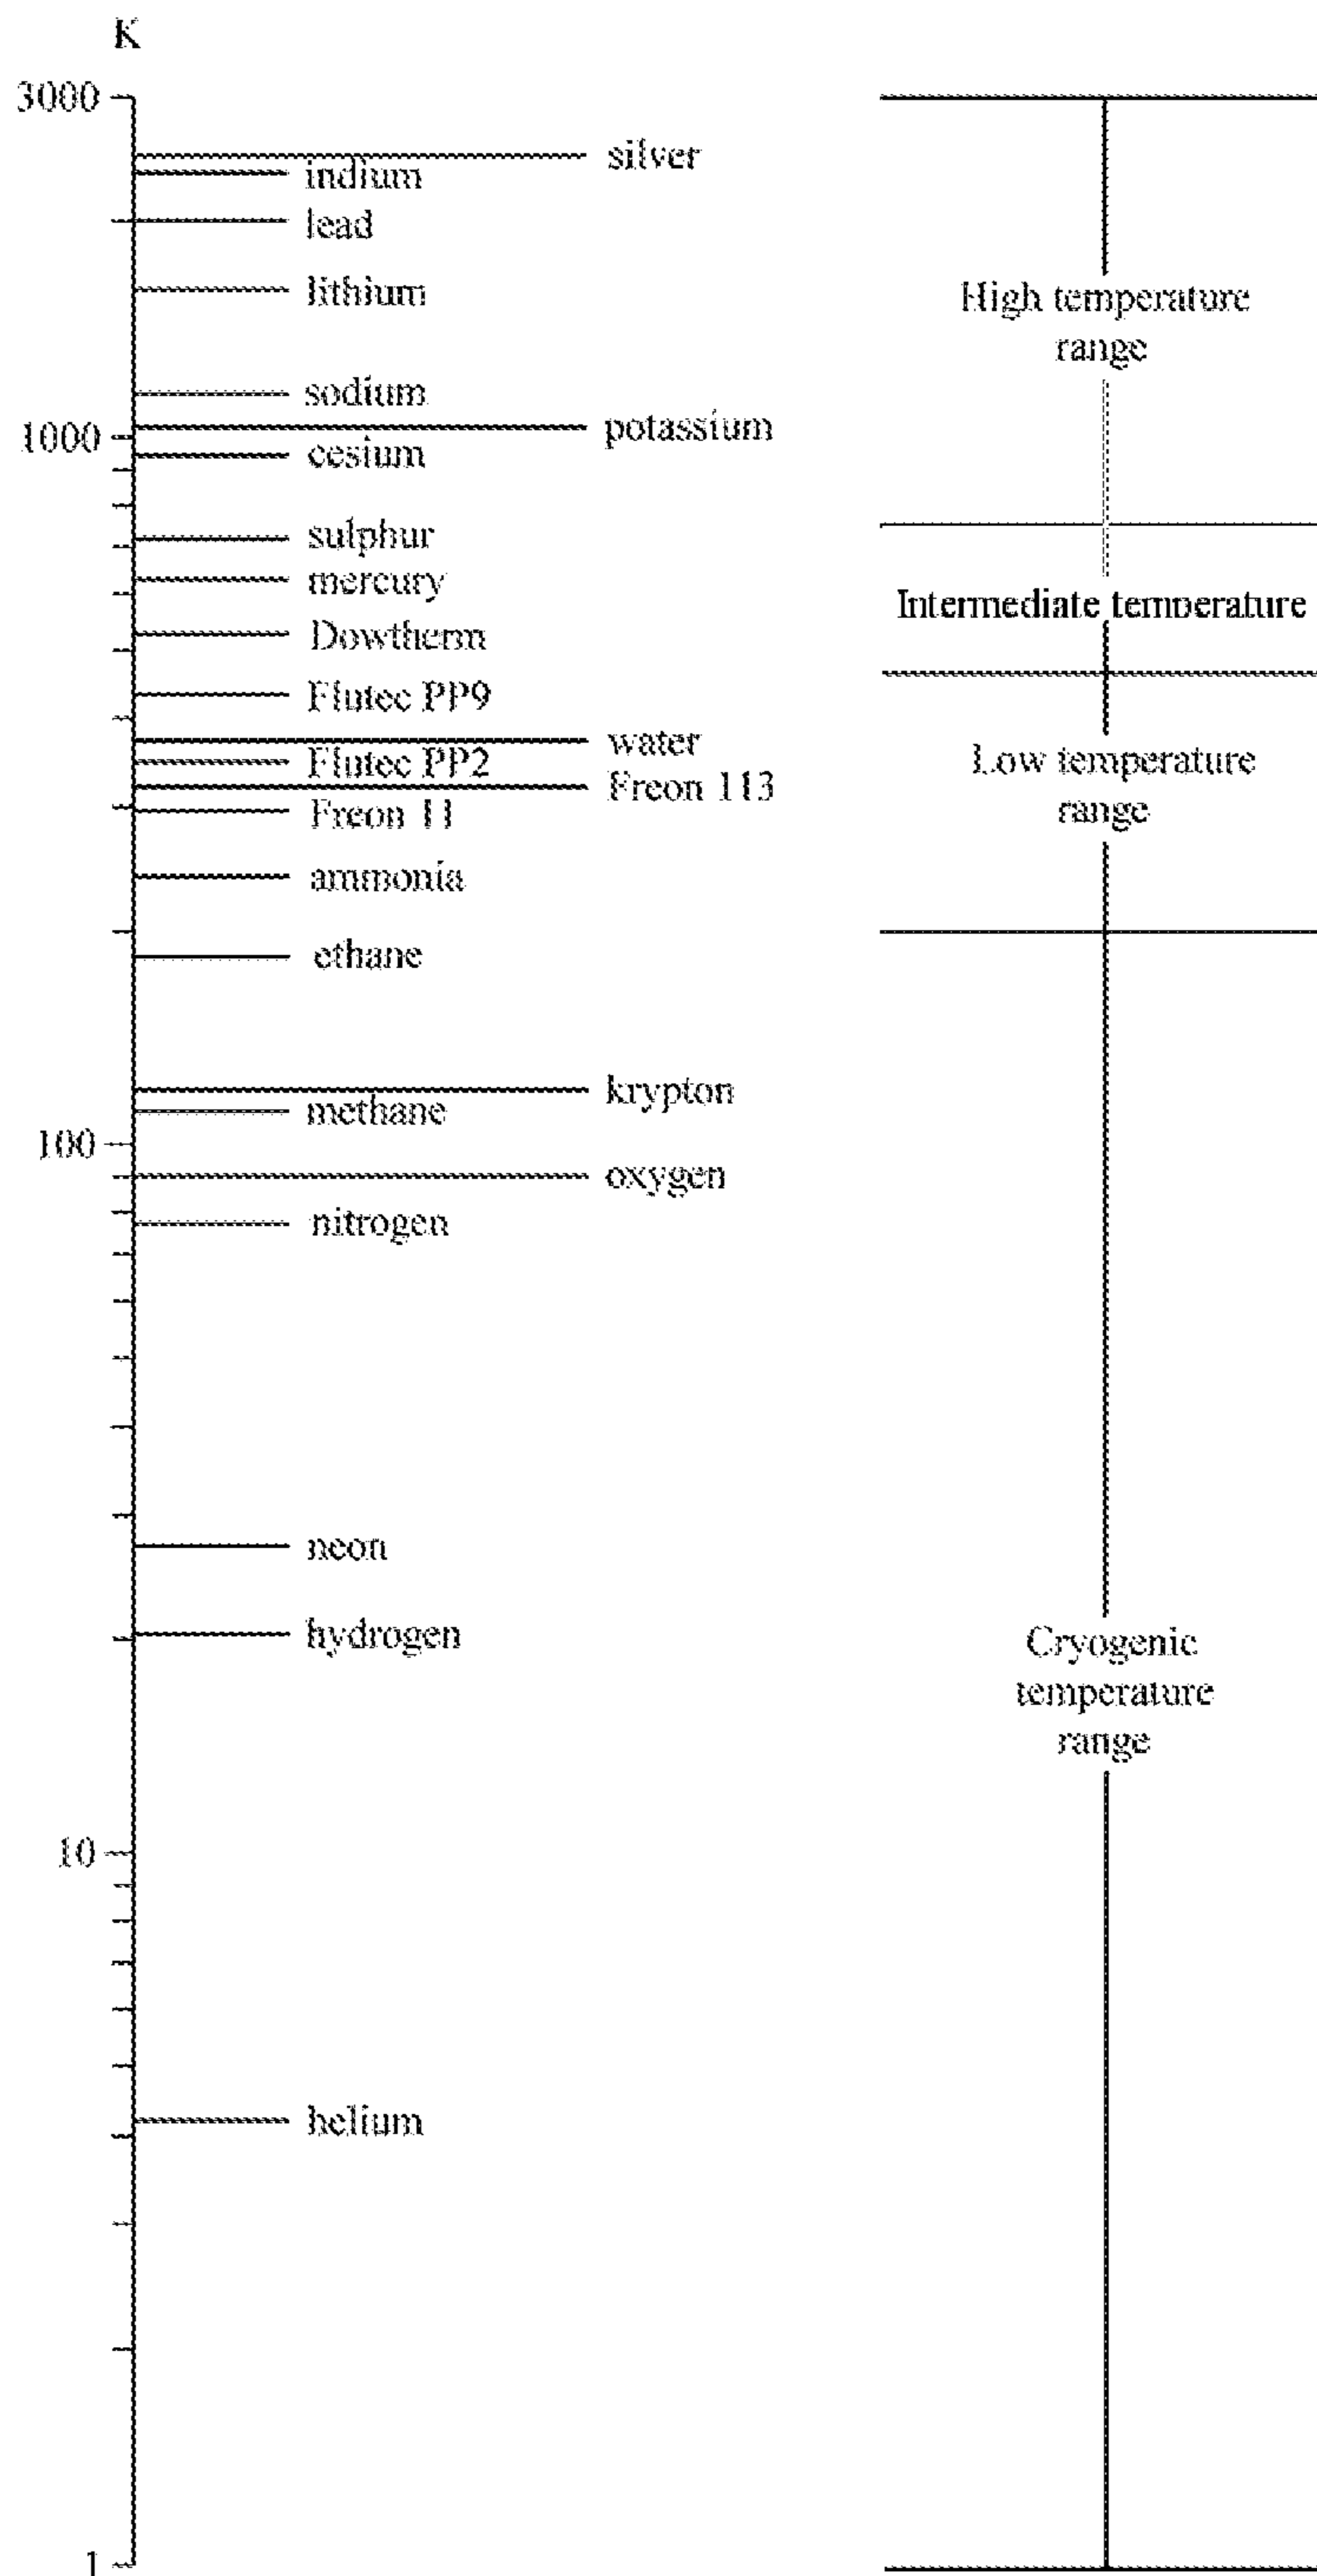 K
3000
silver
indium
lead
lithium
High temperature
range
sodium
potassium
1000
cesium
sulphur
mercury
Intermediate temperature
Dowtherm
Flutec PP9
water
Flutec PP2
Low temperature
range
Freon 113
Freon 11
ammonia
ethane
krypton
methane
100
oxygen
nitrogen
neon
hydrogen
Cryogenic
temperature
range
10
helium
1